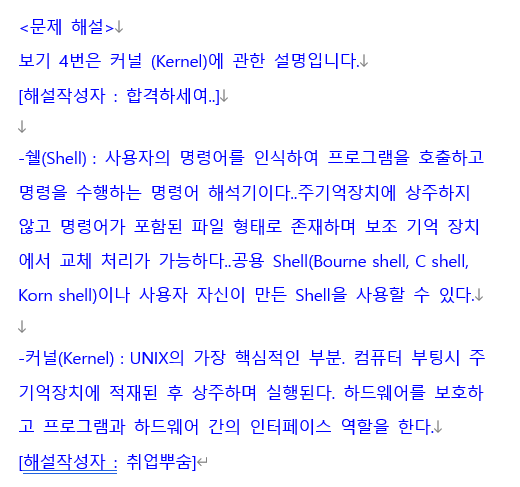 <문제 해설>↓
보기 4번은 커널 (Kernel)에 관한 설명입니다.↓
[해설작성자 : 합격하세여..]↓
↓
-쉘(Shell) : 사용자의 명령어를 인식하여 프로그램을 호출하고
명령을 수행하는 명령어 해석기이다..주기억장치에 상주하지
않고 명령어가 포함된 파일 형태로 존재하며 보조 기억 장치
에서 교체 처리가 가능하다..공용 Shell(Bourne shell, C shell,
Korn shell)이나 사용자 자신이 만든 Shell을 사용할 수 있다.↓
↓
-커널(Kernel) : UNIX의 가장 핵심적인 부분. 컴퓨터 부팅시 주
기억장치에 적재된 후 상주하며 실행된다. 하드웨어를 보호하
고 프로그램과 하드웨어 간의 인터페이스 역할을 한다.↓
[해설작성자 : 취업뿌숨]↵